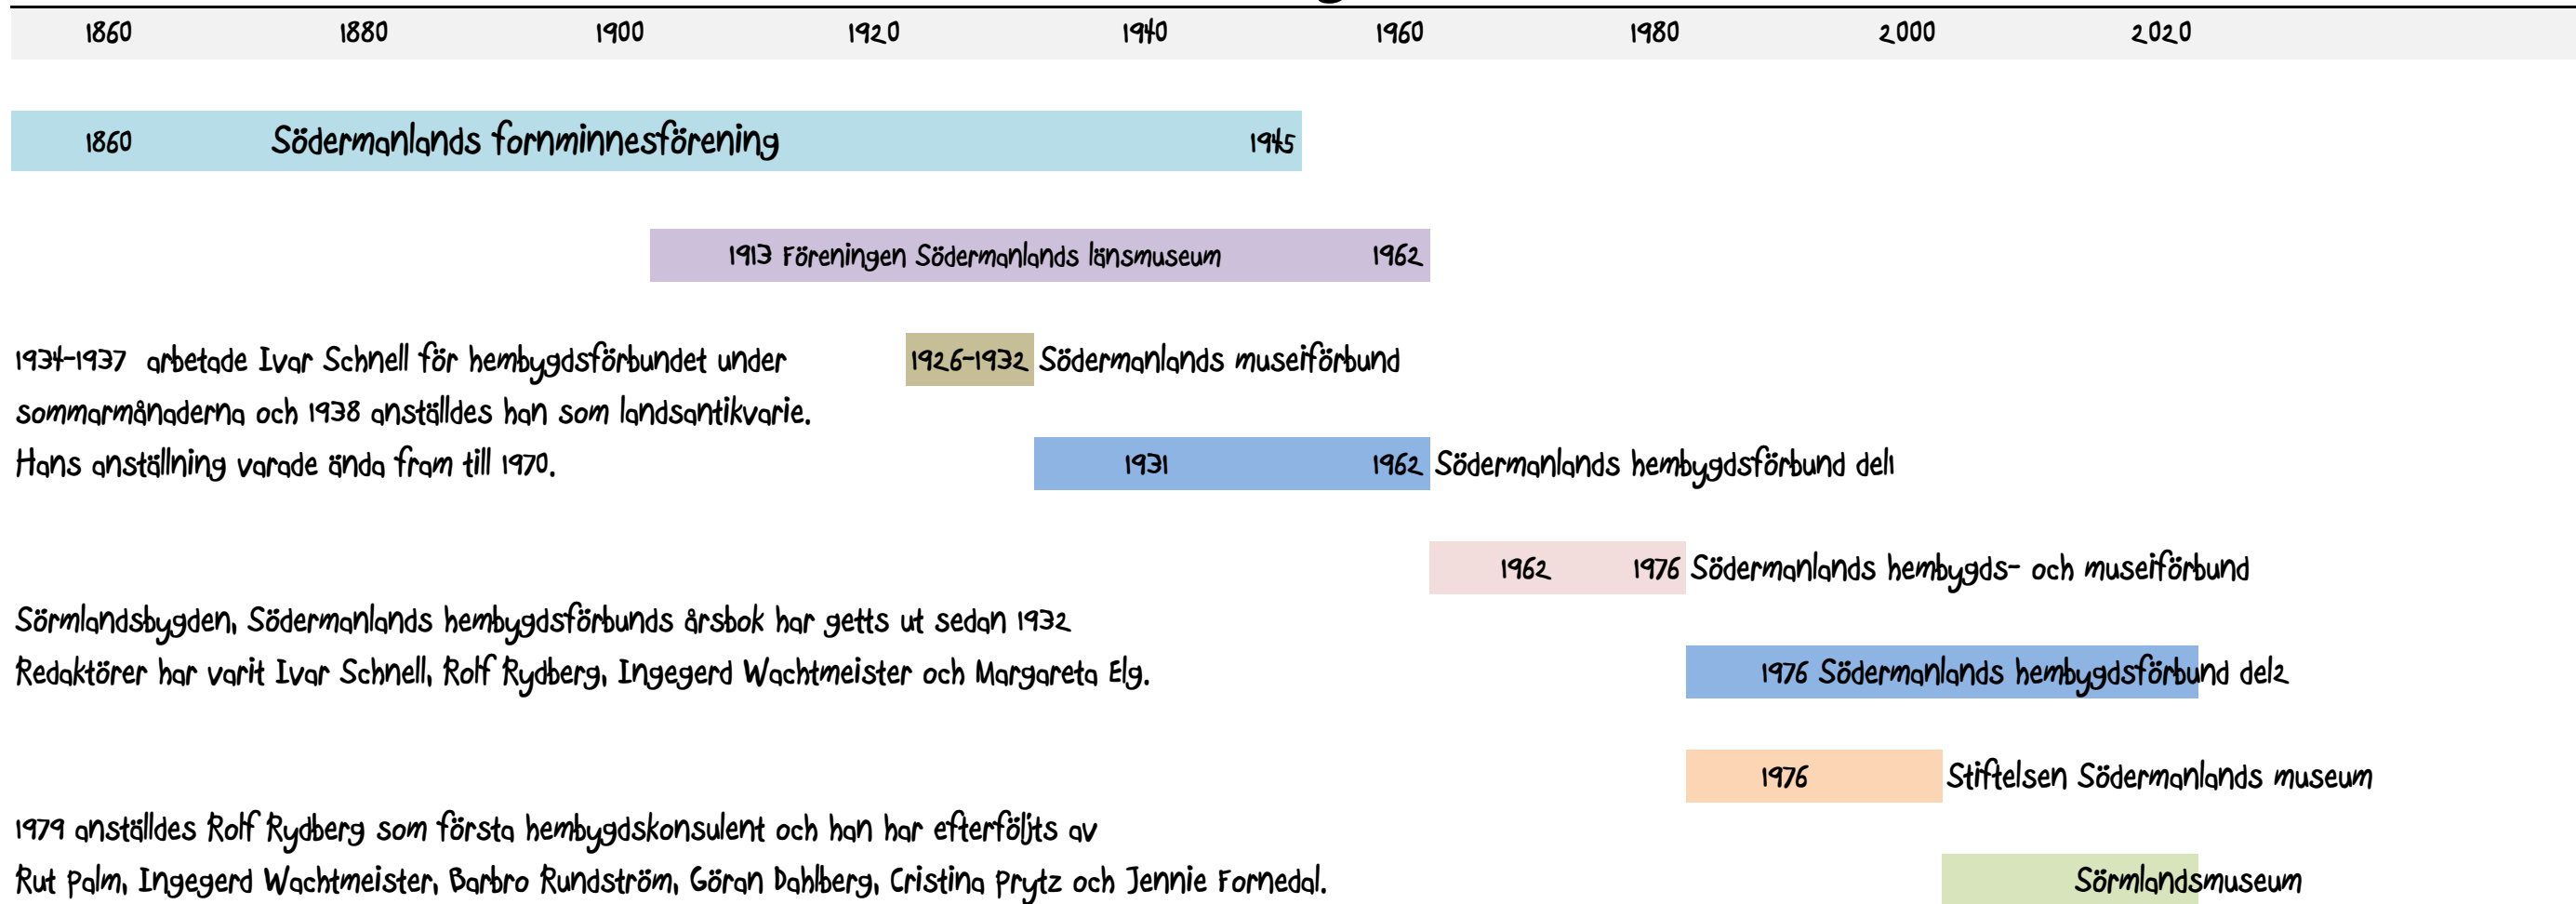 1860 1880 1900 1920 1940 1960 1980 2000 2020
1860 Södermanlands fornminnesförening 1945
1913 Föreningen Södermanlands länsmuseum 1962
1934-1937 arbetade Ivar Schnell för hembygdsförbundet under
sommarmånaderna och 1938 anställdes han som landsantikvarie.
Hans anställning varade ända fram till 1970.
1926-1932 Södermanlands museiförbund
1931 1962 Södermanlands hembygdsförbund del1
1962 1976 Södermanlands hembygds- och museiförbund
Sörmlandsbygden, Södermanlands hembygdsförbunds årsbok har getts ut sedan 1932
Redaktörer har varit Ivar Schnell, Rolf Rydberg, Ingegerd Wachtmeister och Margareta Elg.
1976 Södermanlands hembygdsförbund del2
1976 Stiftelsen Södermanlands museum
1979 anställdes Rolf Rydberg som första hembygdskonsulent och han har efterföljts av
Rut Palm, Ingegerd Wachtmeister, Barbro Rundström, Göran Dahlberg, Cristina Prytz och Jennie Fornedal.
Sörmlandsmuseum